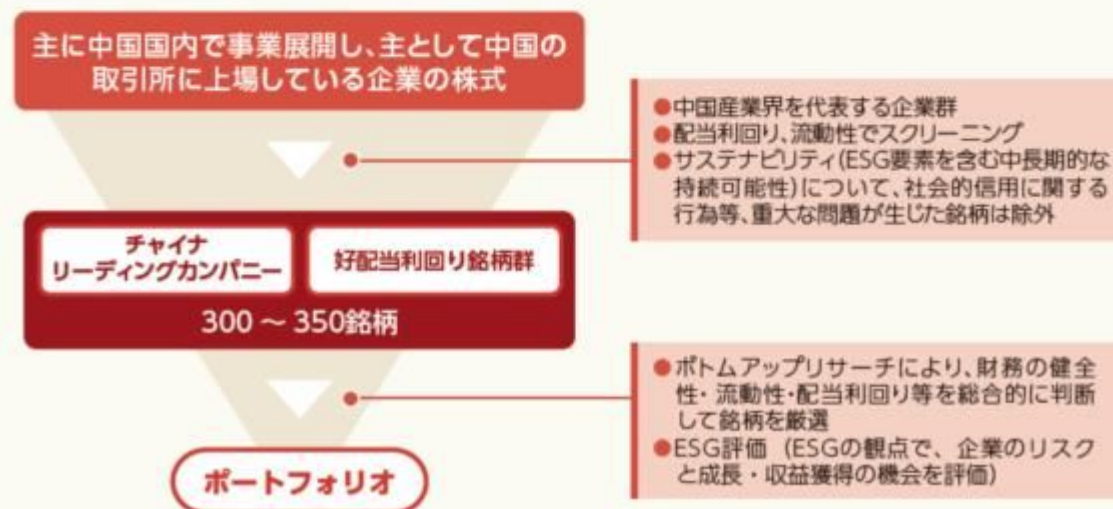 主に中国国内で事業展開し、主として中国の
取引所に上場している企業の株式
●中国産業界を代表する企業群
●配当利回り、流動性でスクリーニング
●サステナビリティ(ESG要素を含む中長期的な
持続可能性)について、社会的信用に関する
行為等、重大な問題が生じた銘柄は除外
チャイナ
リーディングカンパニー
好配当利回り銘柄群
300 〜 350銘柄
●ボトムアップリサーチにより、財務の健全
性・流動性・配当利回り等を総合的に判断
して銘柄を厳選
●ESG評価 (ESGの観点で、企業のリスク
と成長・収益獲得の機会を評価)
ポートフォリオ